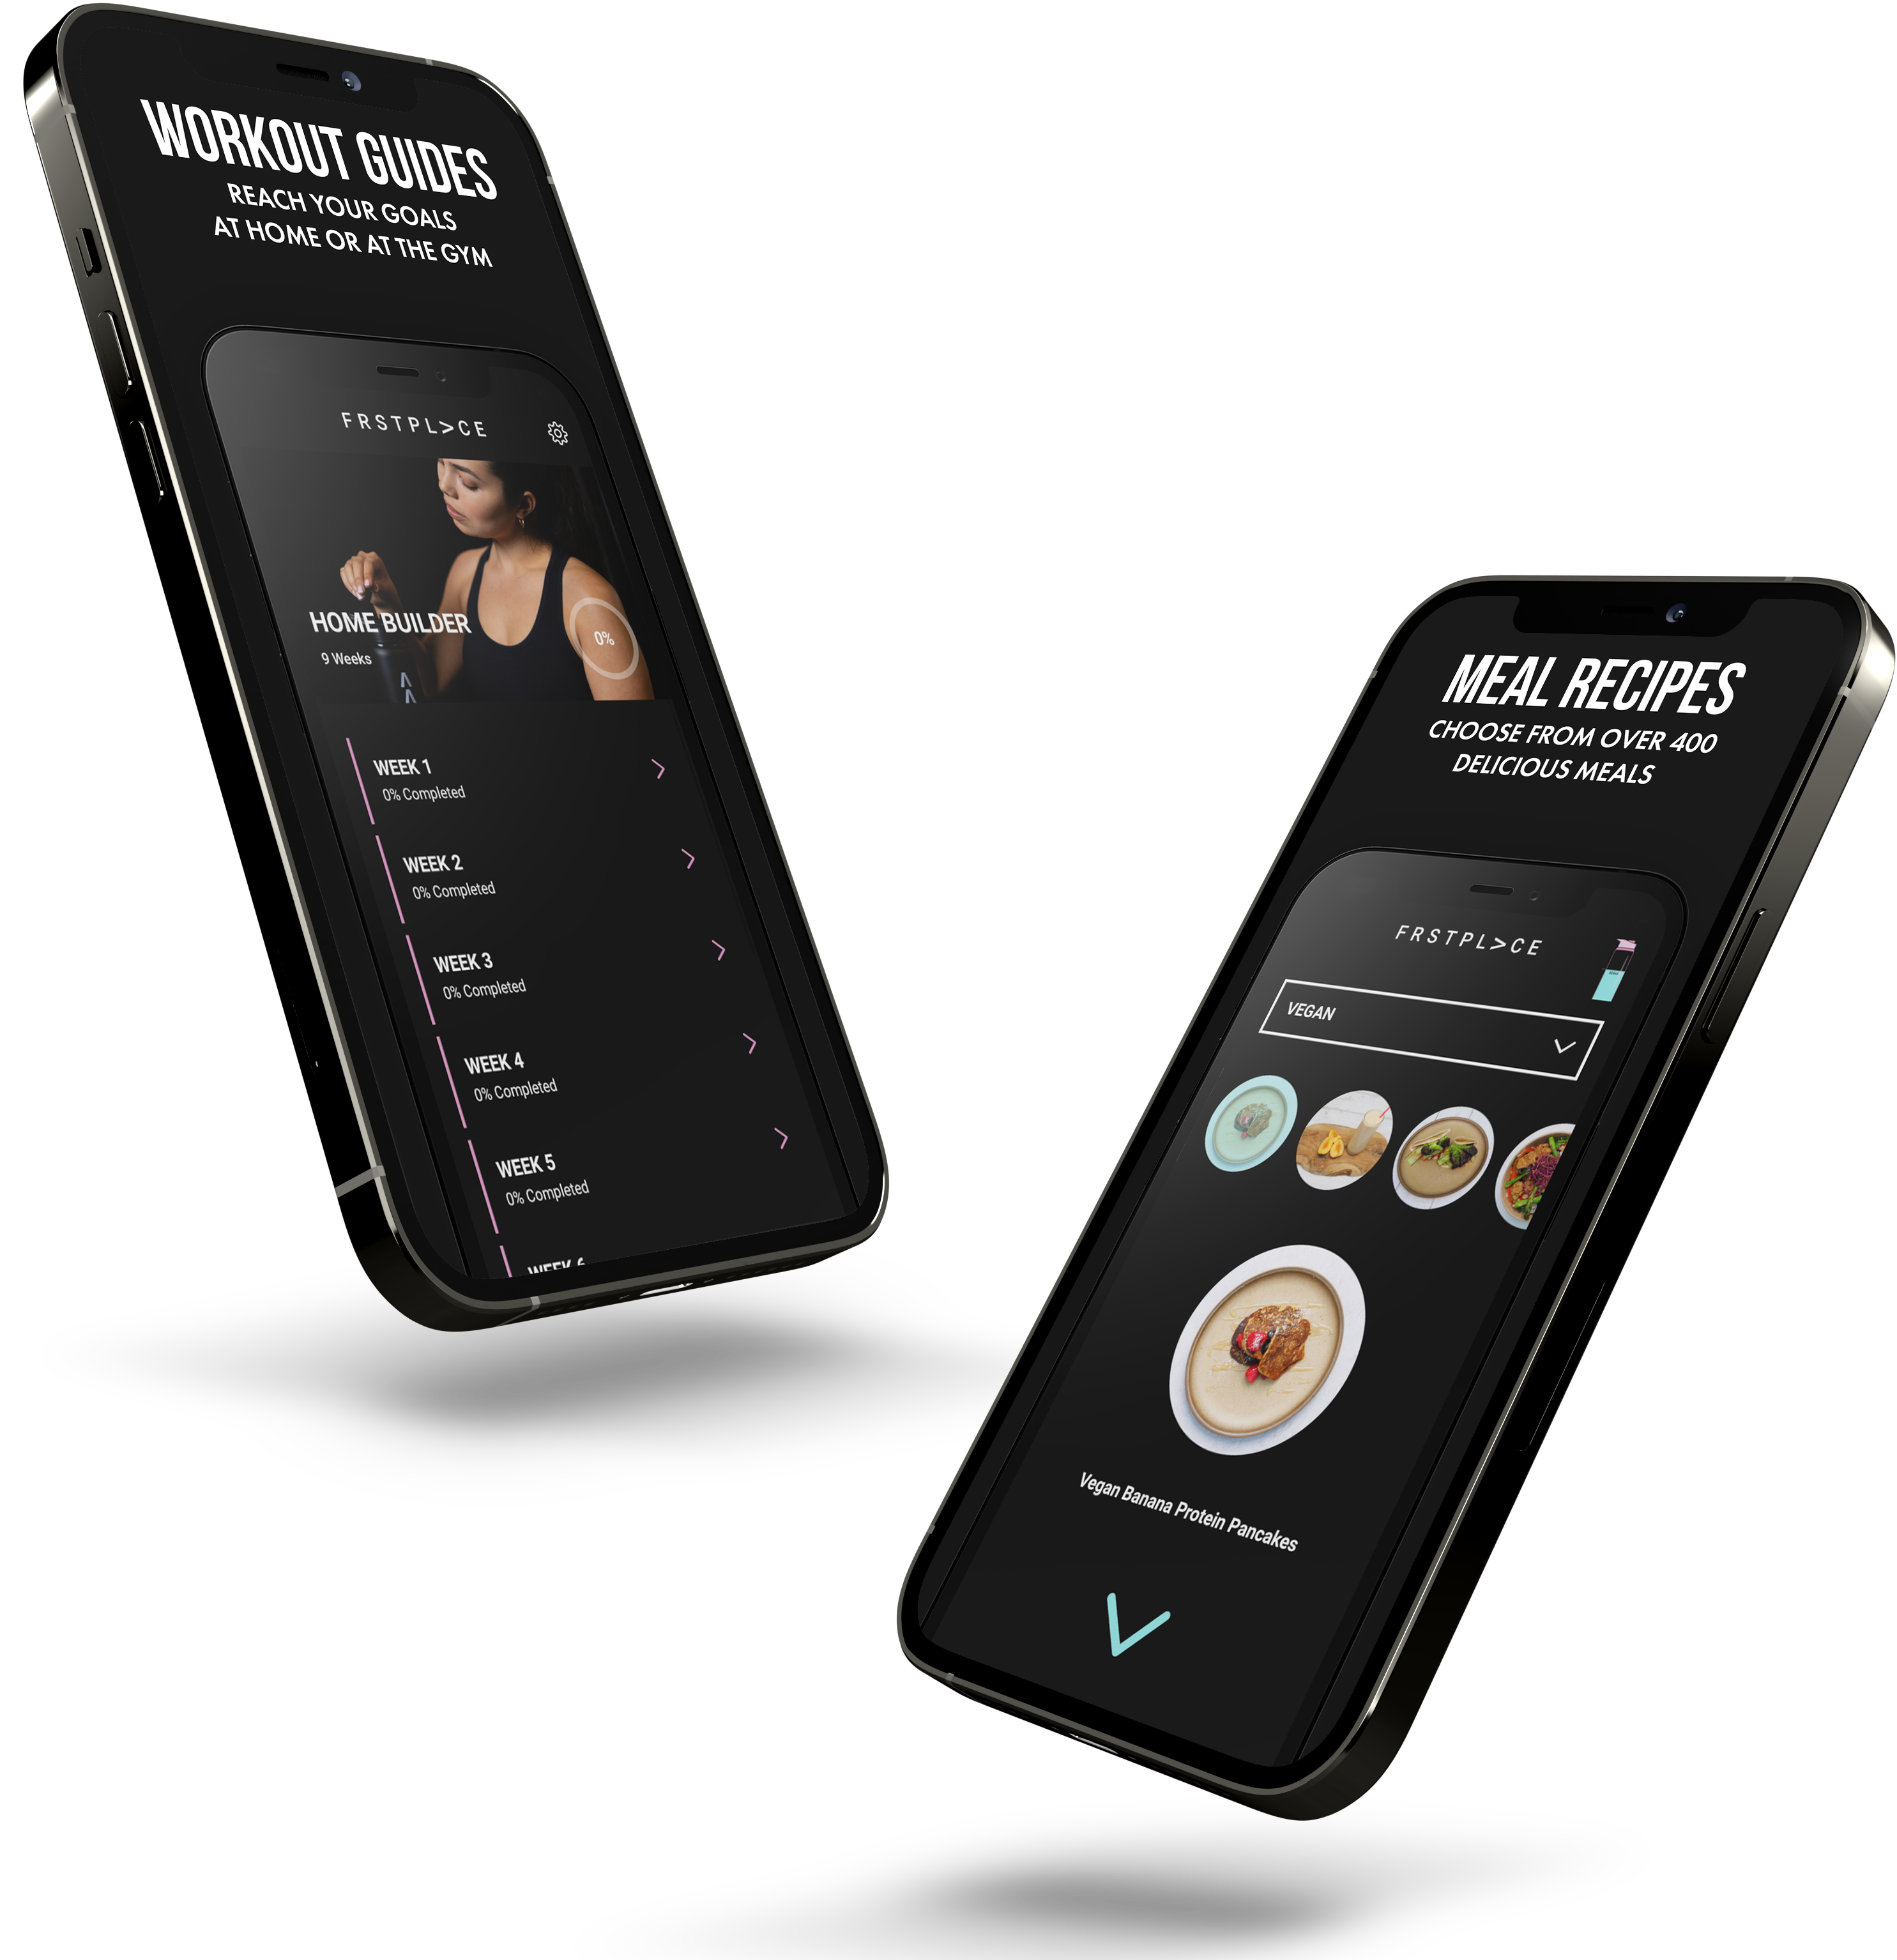 WORKOUT GUIDES
REACH YOUR GOALS
AT HOME OR AT THE GYM
FRSTPL>CE
HOME BUILDER
9 Weeks
0%
WEEK 1
0% Completed
WEEK 2
0% Completed
WEEK 3
0% Completed
WEEK 4
0% Completed
WEEK 5
0% Completed
WEEK 6
MEAL RECIPES
CHOOSE FROM OVER 400
DELICIOUS MEALS
FRSTPL>CE
VEGAN
Vegan Banana Protein Pancakes